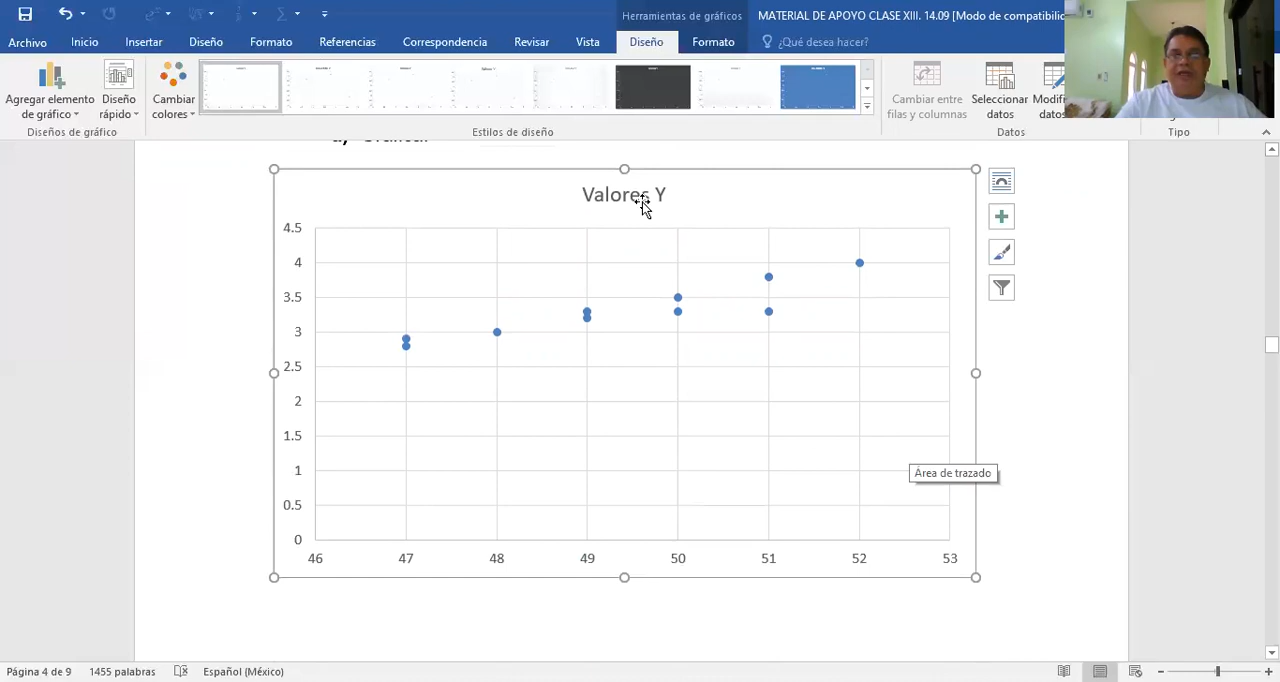 Herramientas de gráficos
MATERIAL DE APOYO CLASE XIII. 14.09 [Modo de compatibilid
Archivo Inicio Insertar Diseño Formato Referencias Correspondencia Revisar Vista Diseño Formato ¿Qué desea hacer?
Agregar elemento
de gráfico
Diseño
rápido
Cambiar
colores
Cambiar entre
filas y columnas
Seleccionar
datos
Diseños de gráfico
Estilos de diseño
Datos
Tipo
Valores Y
4.5
4
3.5
3
2.5
2
1.5
1
0.5
0
46 47 48 49 50 51 52 53
Área de trazado
Página 4 de 9 1455 palabras Español (México)